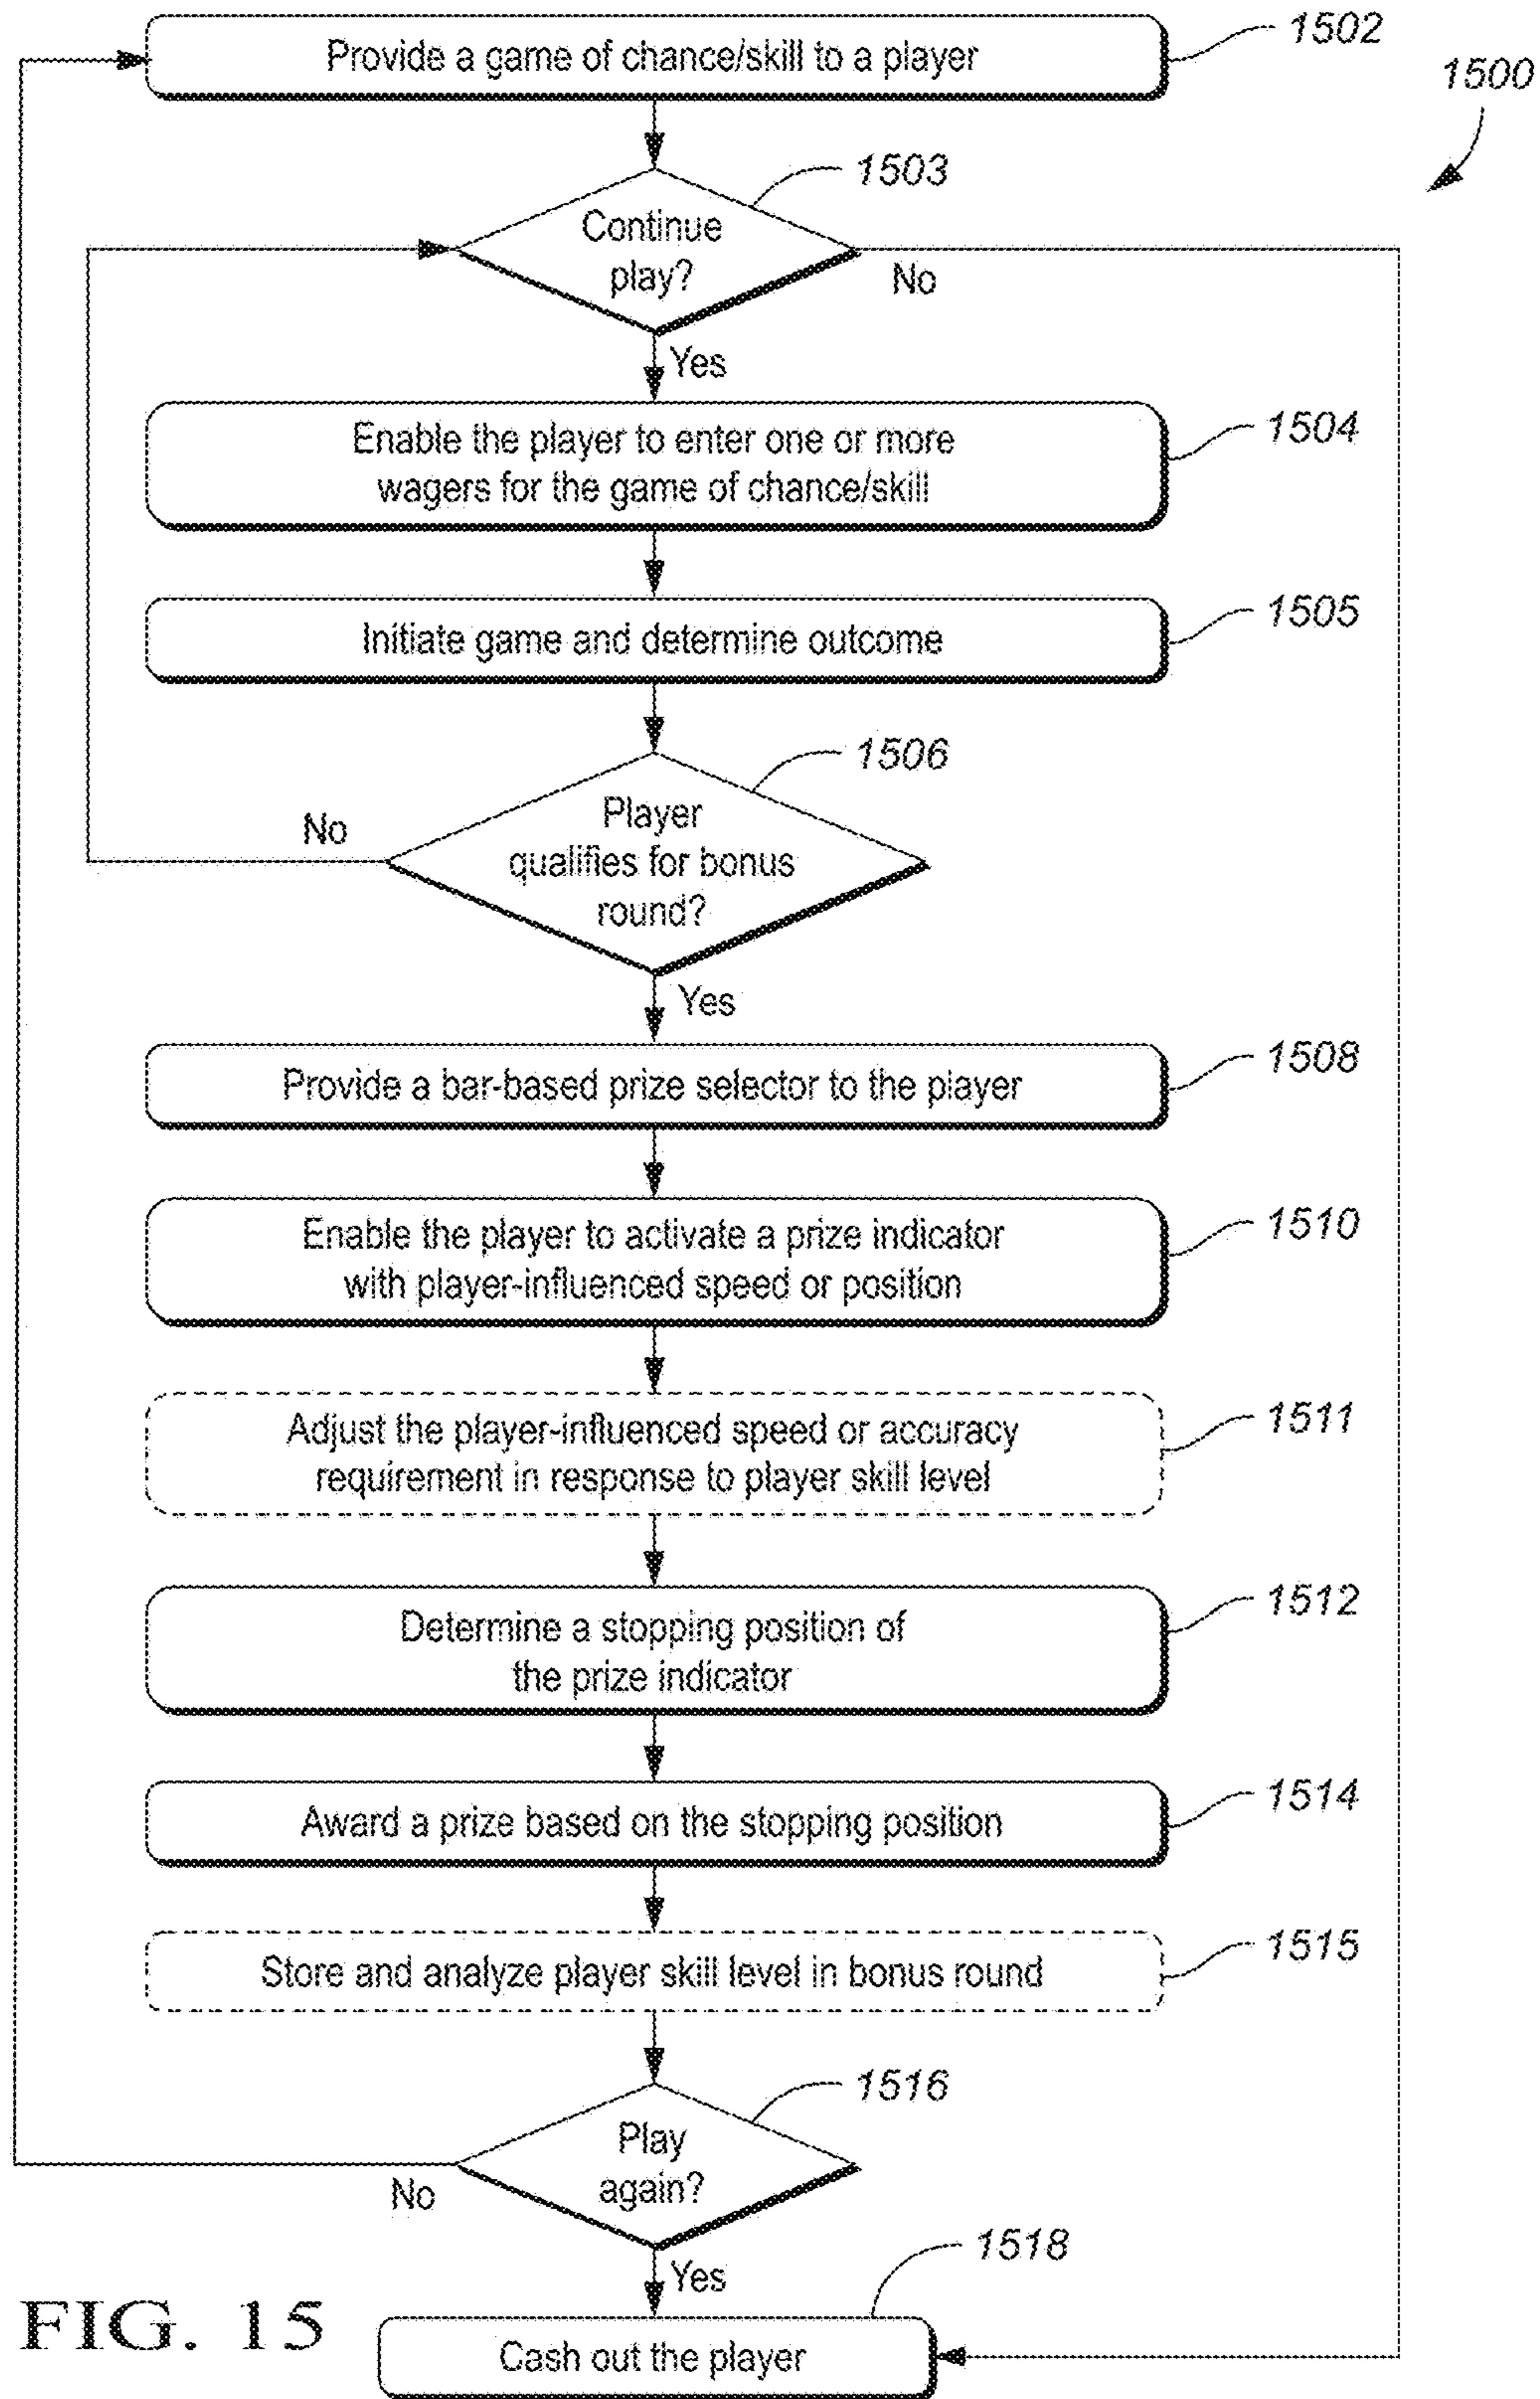 Provide a game of chance/skill to a player
1502
1500
1503
Continue
play?
No
Yes
Enable the player to enter one or more
wagers for the game of chance/skill
1504
Initiate game and determine outcome
1505
1506
Player
qualifies for bonus
round?
No
Yes
Provide a bar-based prize selector to the player
1508
Enable the player to activate a prize indicator
with player-influenced speed or position
1510
Adjust the player-influenced speed or accuracy
requirement in response to player skill level
1511
Determine a stopping position of
the prize indicator
1512
Award a prize based on the stopping position
1514
Store and analyze player skill level in bonus round
1515
1516
Play
again?
No
Yes
1518
Cash out the player
FIG. 15